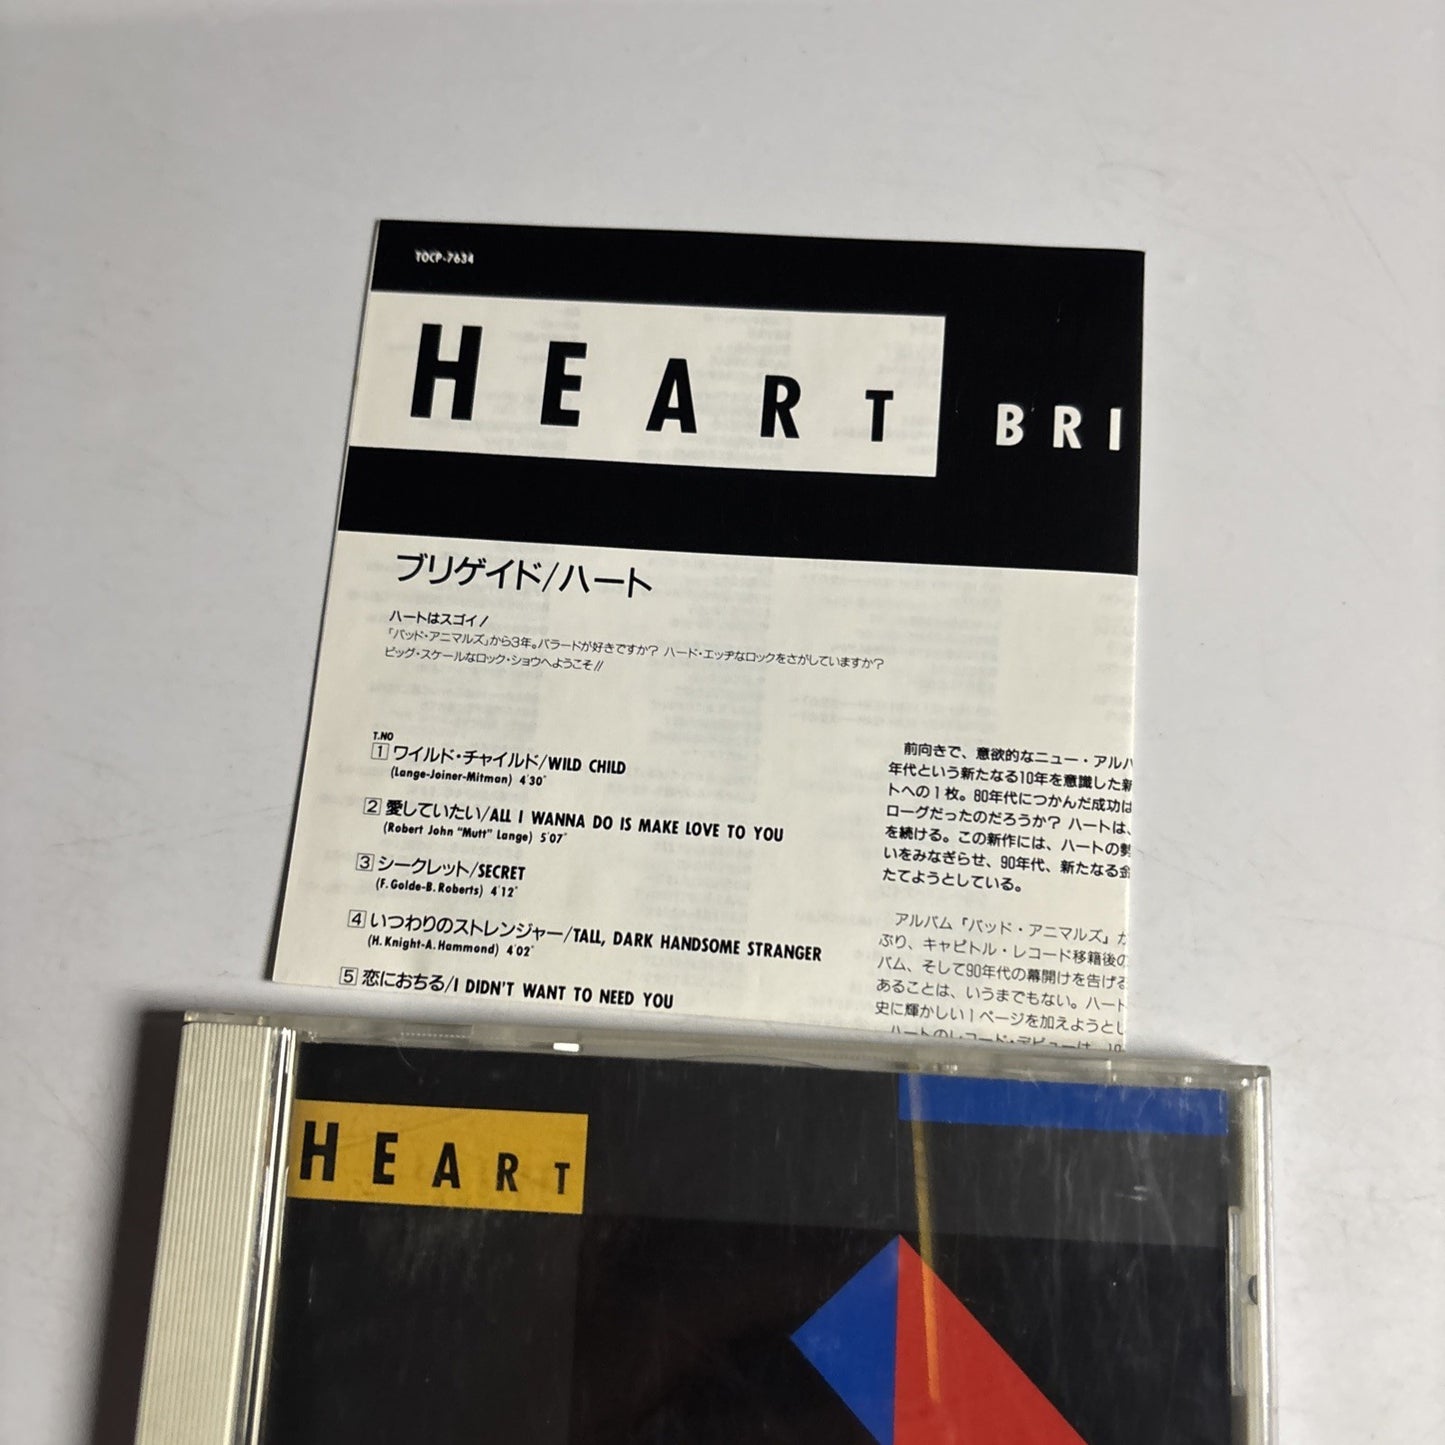 TOCP-7634
HEART
BRI
ブリゲイド/ハート
ハートはスゴイ!
「バッド・アニマルズ」から3年。バラードが好きですか? ハード・エッヂなロックをさがしていますか?
ビッグ・スケールなロック・ショウへようこそ!!
T.NO
1 ワイルド・チャイルド/WILD CHILD
(Lange-Joiner-Mitman) 4'30"
2 愛していたい/ALL I WANNA DO IS MAKE LOVE TO YOU
(Robert John "Mutt" Lange) 5'07"
3 シークレット/SECRET
(F. Golde-B. Roberts) 4'12"
4 いつわりのストレンジャー/TALL, DARK HANDSOME STRANGER
(H. Knight-A. Hammond) 4'02"
5 恋におちる/I DIDN'T WANT TO NEED YOU
前向きで、意欲的なニュー・アルバ
年代という新たなる10年を意識した新
トへの1枚。80年代につかんだ成功は
ローグだったのだろうか? ハートは、
を続ける。この新作には、ハートの勢
いをみなぎらせ、90年代、新たなる金
たてようとしている。
アルバム「バッド・アニマルズ」か
ぶり、キャピトル・レコード移籍後の
バム、そして90年代の幕開けを告げる
あることは、いうまでもない。ハート
史に輝かしい1ページを加えようとし
ハートのレコード・デビューは、19
HEART